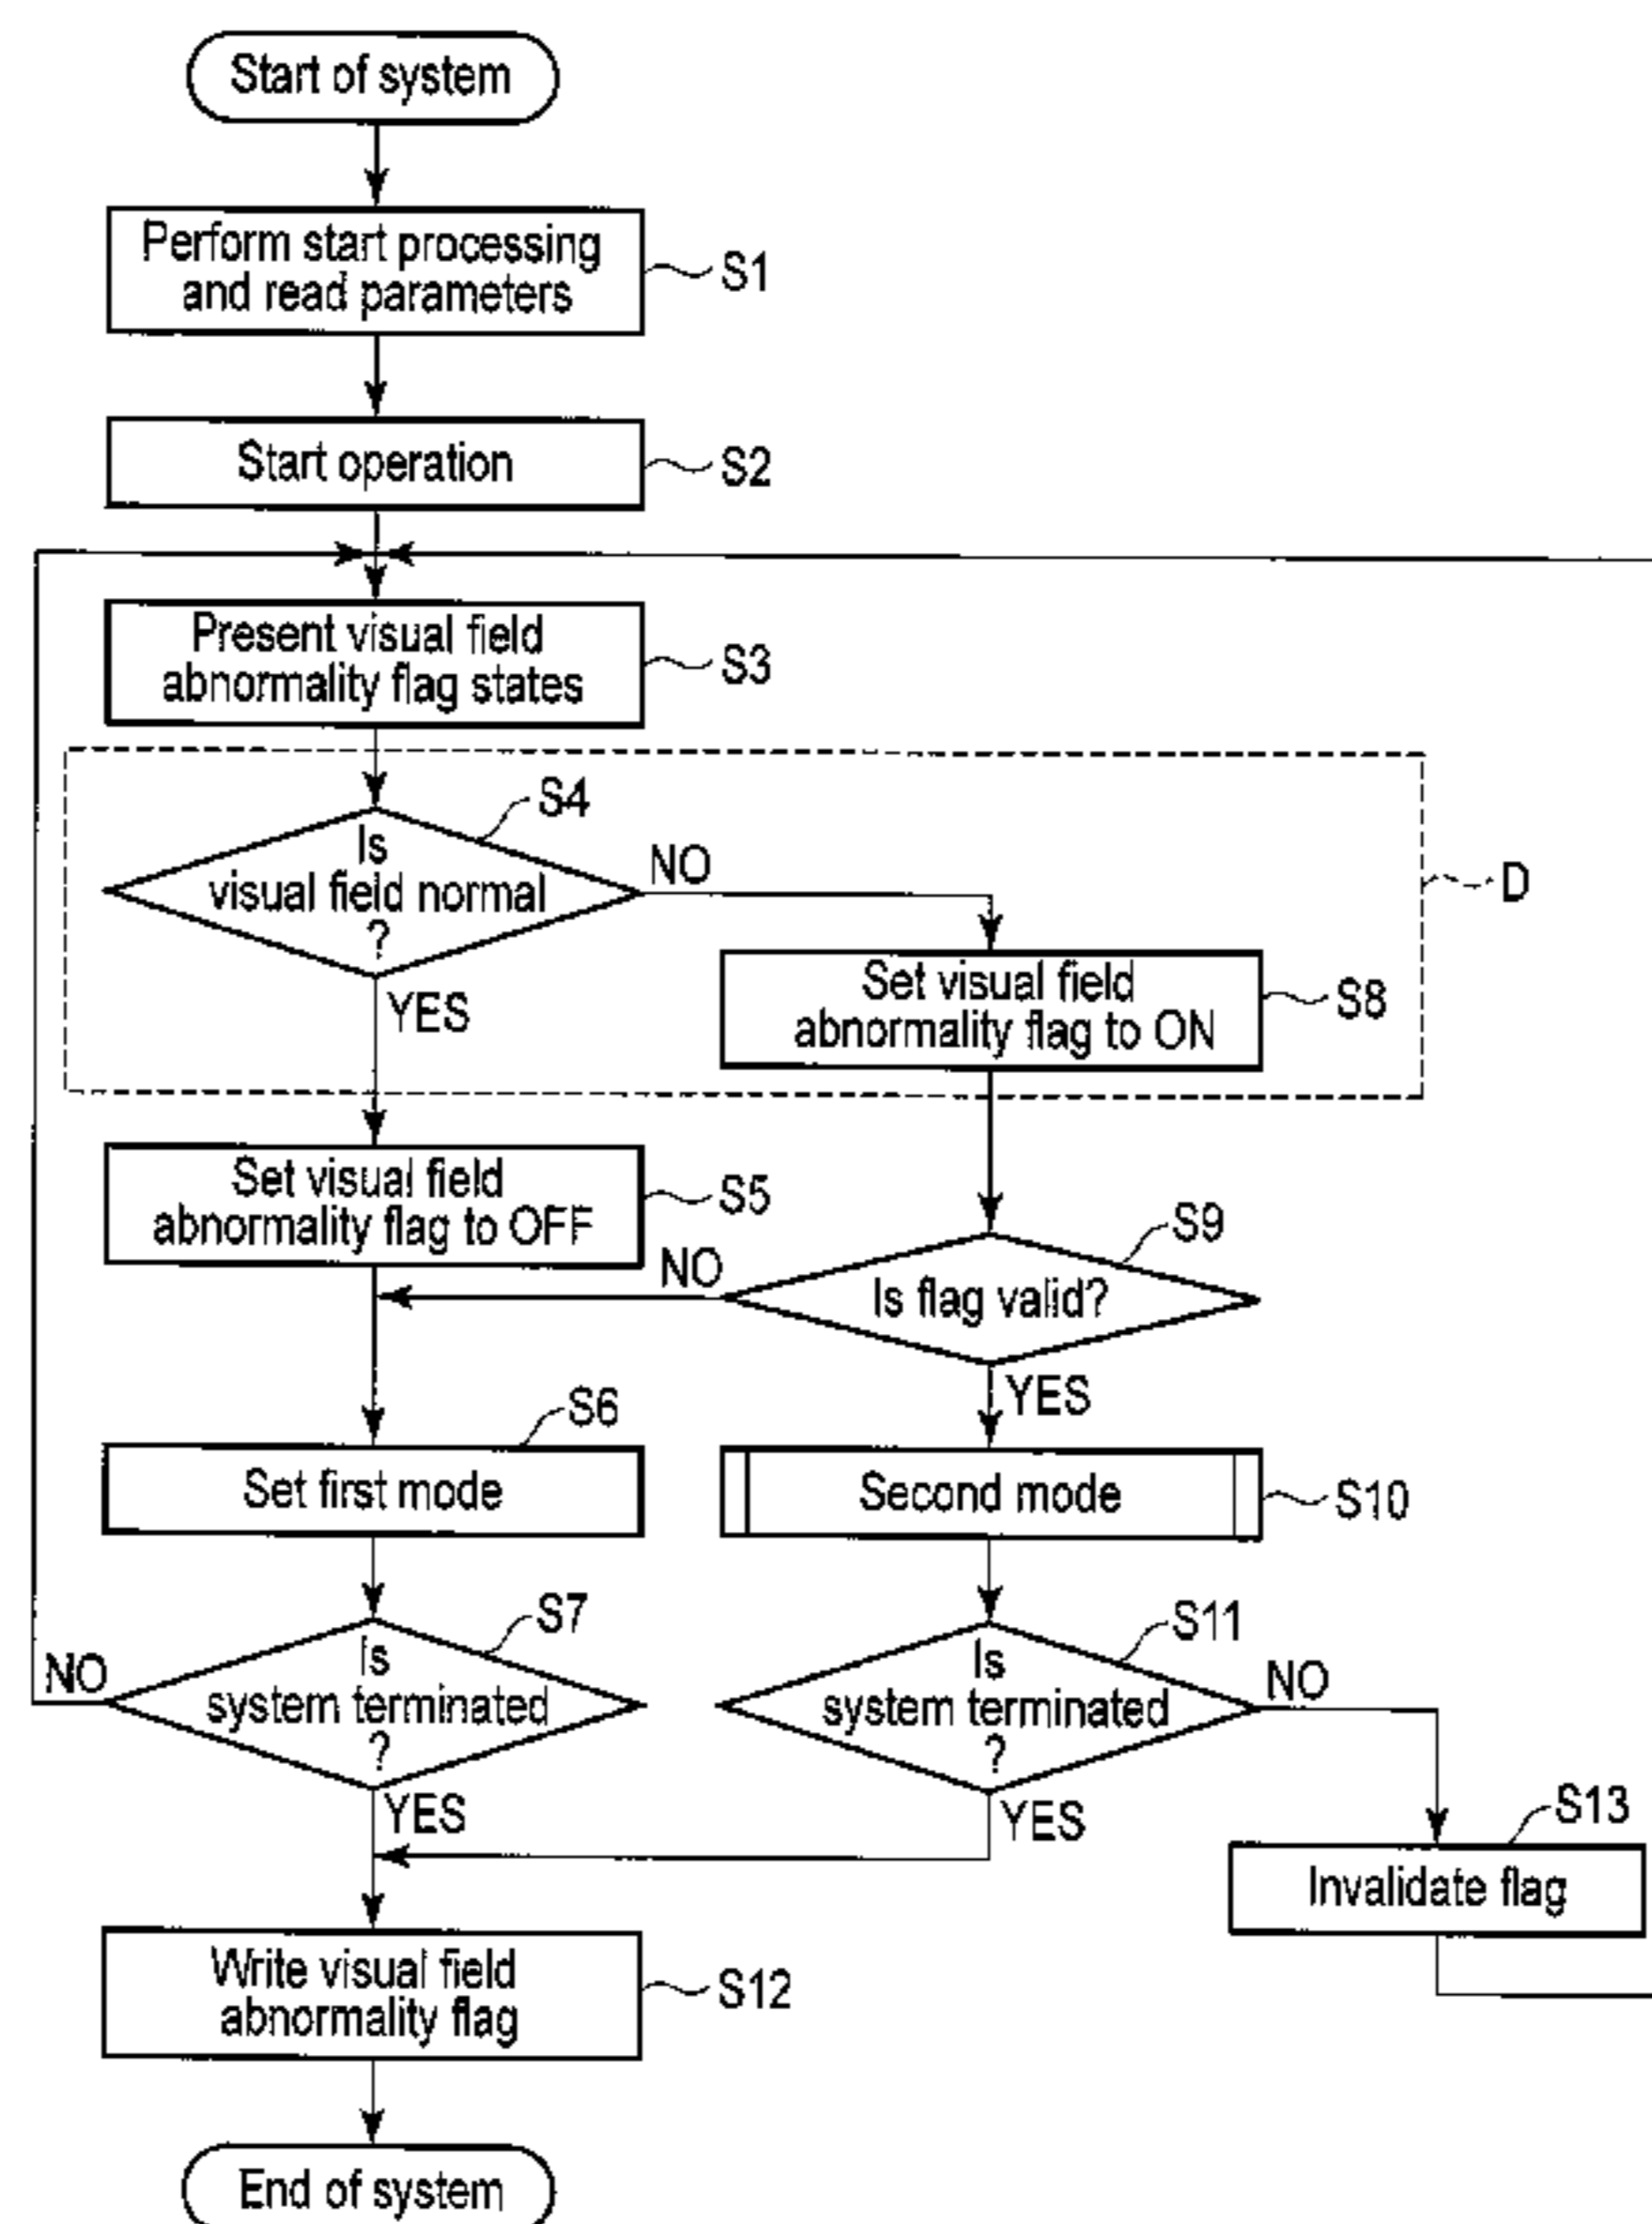 Start of system
Perform start processing
and read parameters
S1
Start operation
S2
Present visual field
abnormality flag states
S3
S4
Is
visual field normal
?
NO
YES
D
Set visual field
abnormality flag to ON
S8
Set visual field
abnormality flag to OFF
S5
S9
Is flag valid?
NO
YES
S6
Set first mode
Second mode
S10
S7
Is
system terminated
?
NO
YES
S11
Is
system terminated
?
NO
YES
S13
Invalidate flag
Write visual field
abnormality flag
S12
End of system